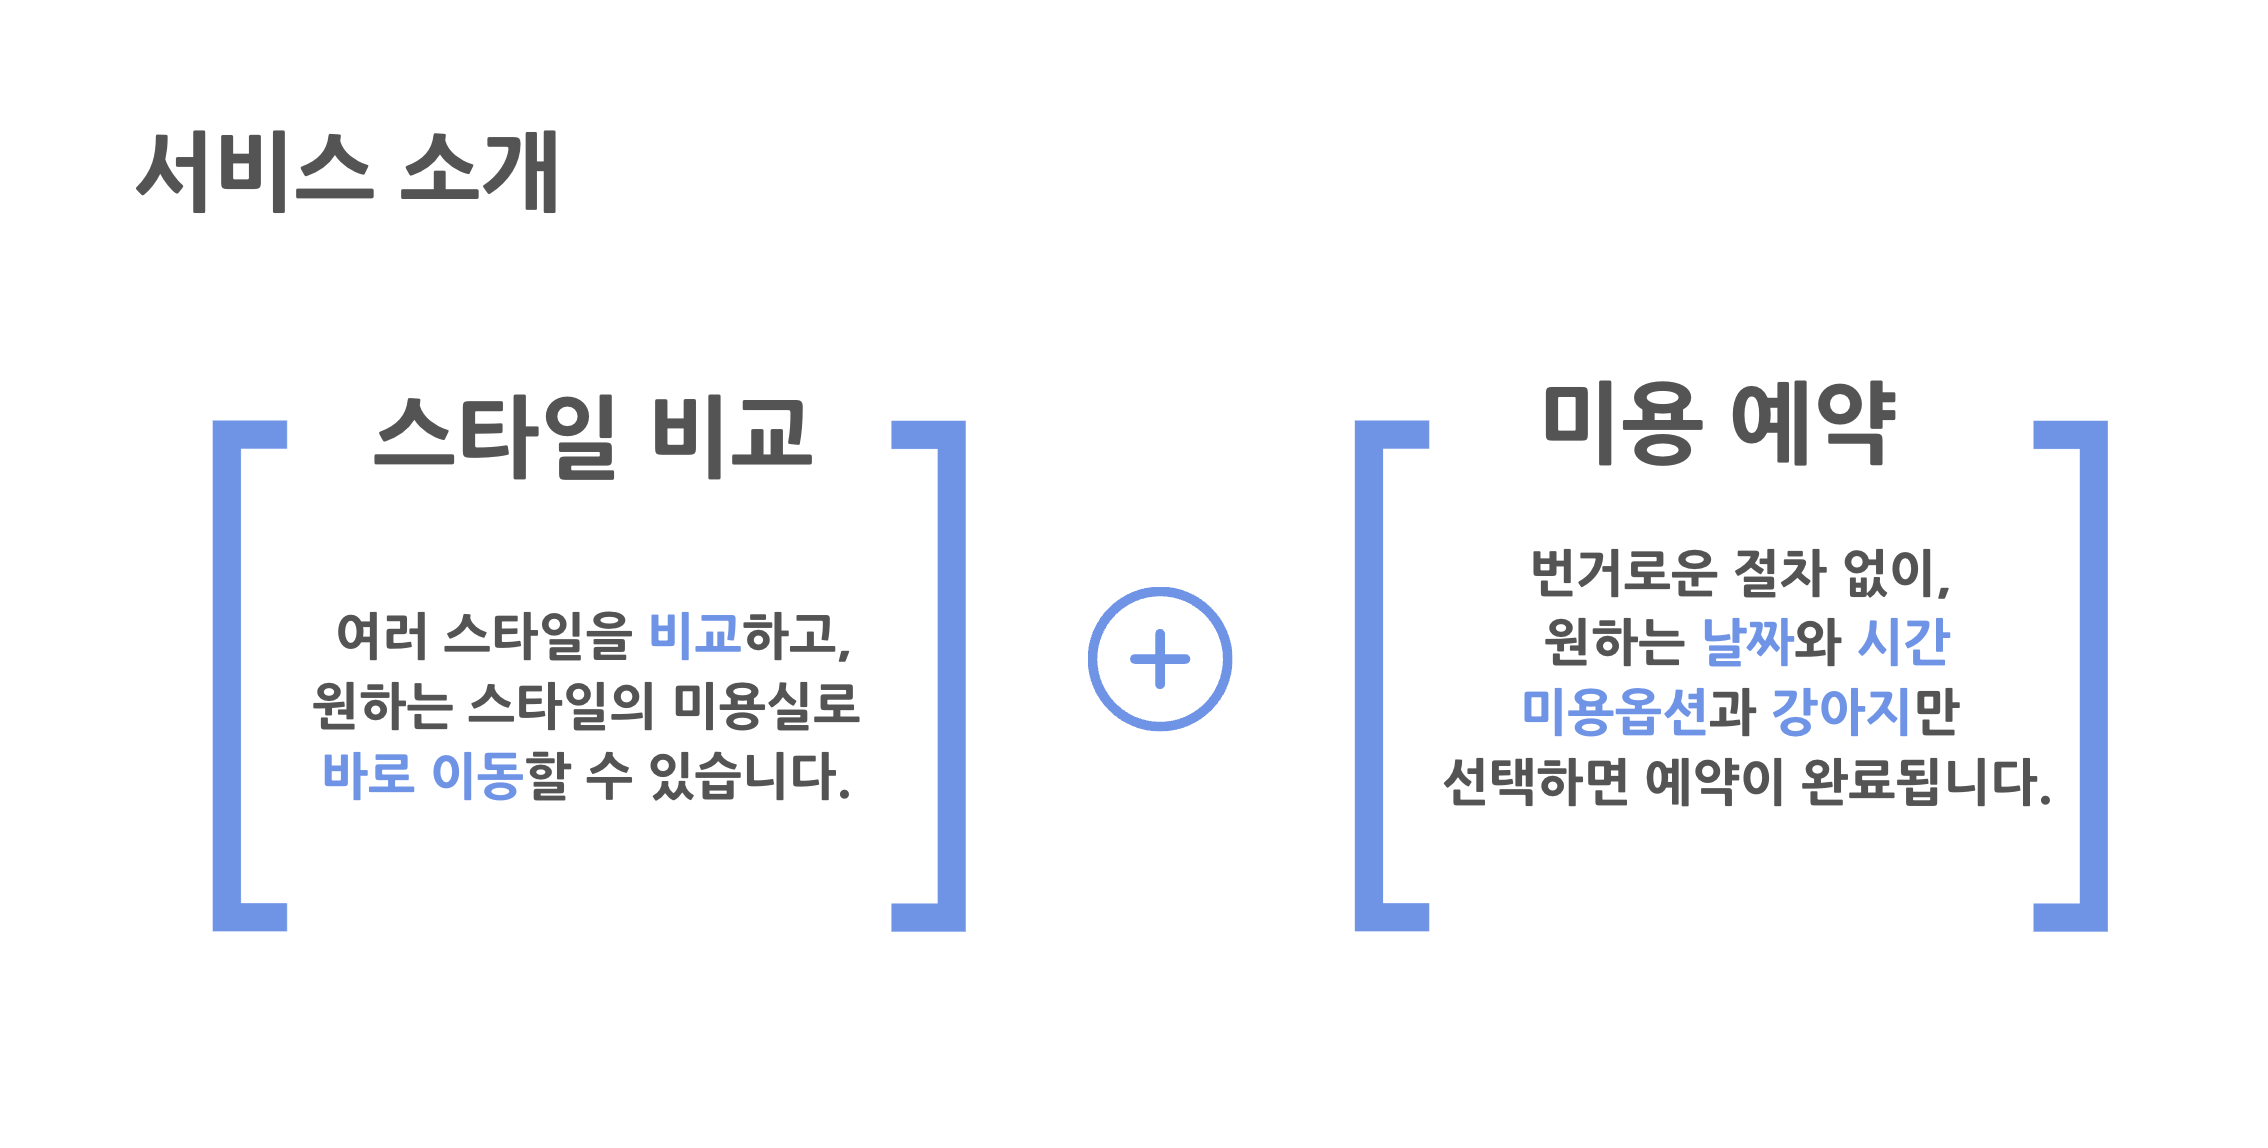 서비스 소개
스타일 비교
여러 스타일을 비교하고,
원하는 스타일의 미용실로
바로 이동할 수 있습니다.
미용 예약
번거로운 절차 없이,
원하는 날짜와 시간
미용옵션과 강아지만
선택하면 예약이 완료됩니다.